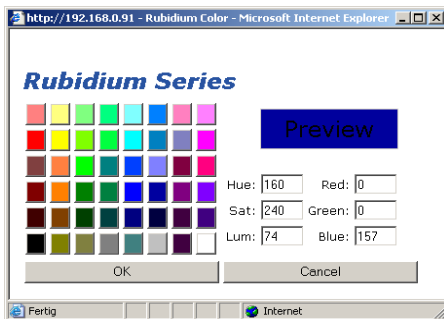 http://192.168.0.91 - Rubidium Color - Microsoft Internet Explorer
Rubidium Series
Preview
Hue: 160 Red: 0
Sat: 240 Green: 0
Lum: 74 Blue: 157
OK Cancel
Fertig Internet